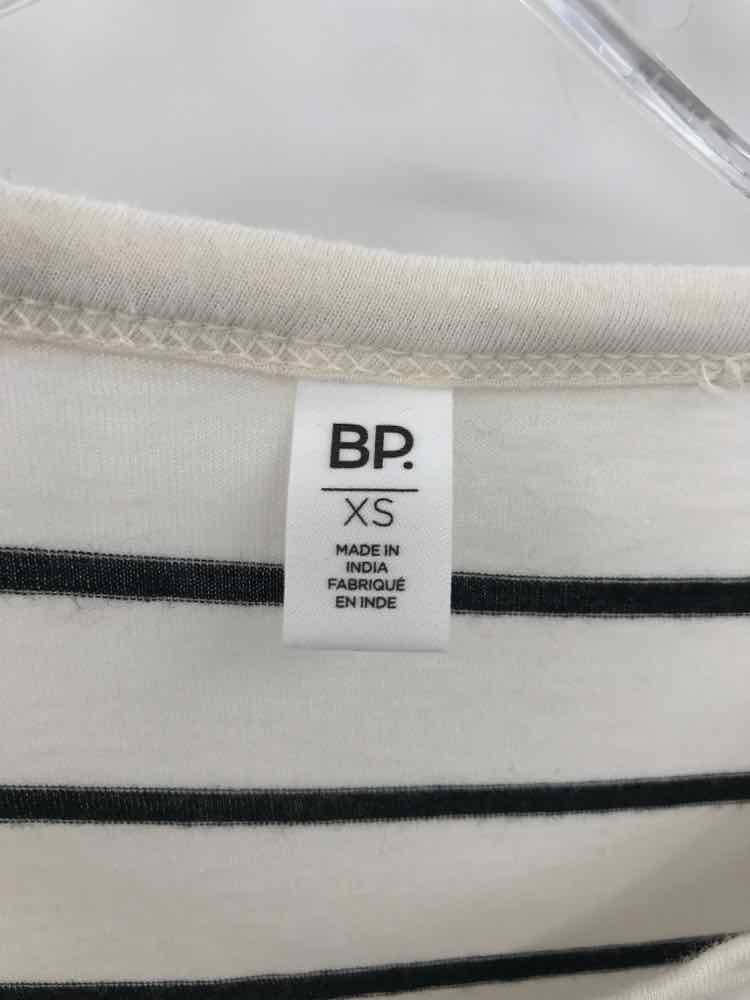 BP.
XS
MADE IN
INDIA
FABRIQUÉ
EN INDE